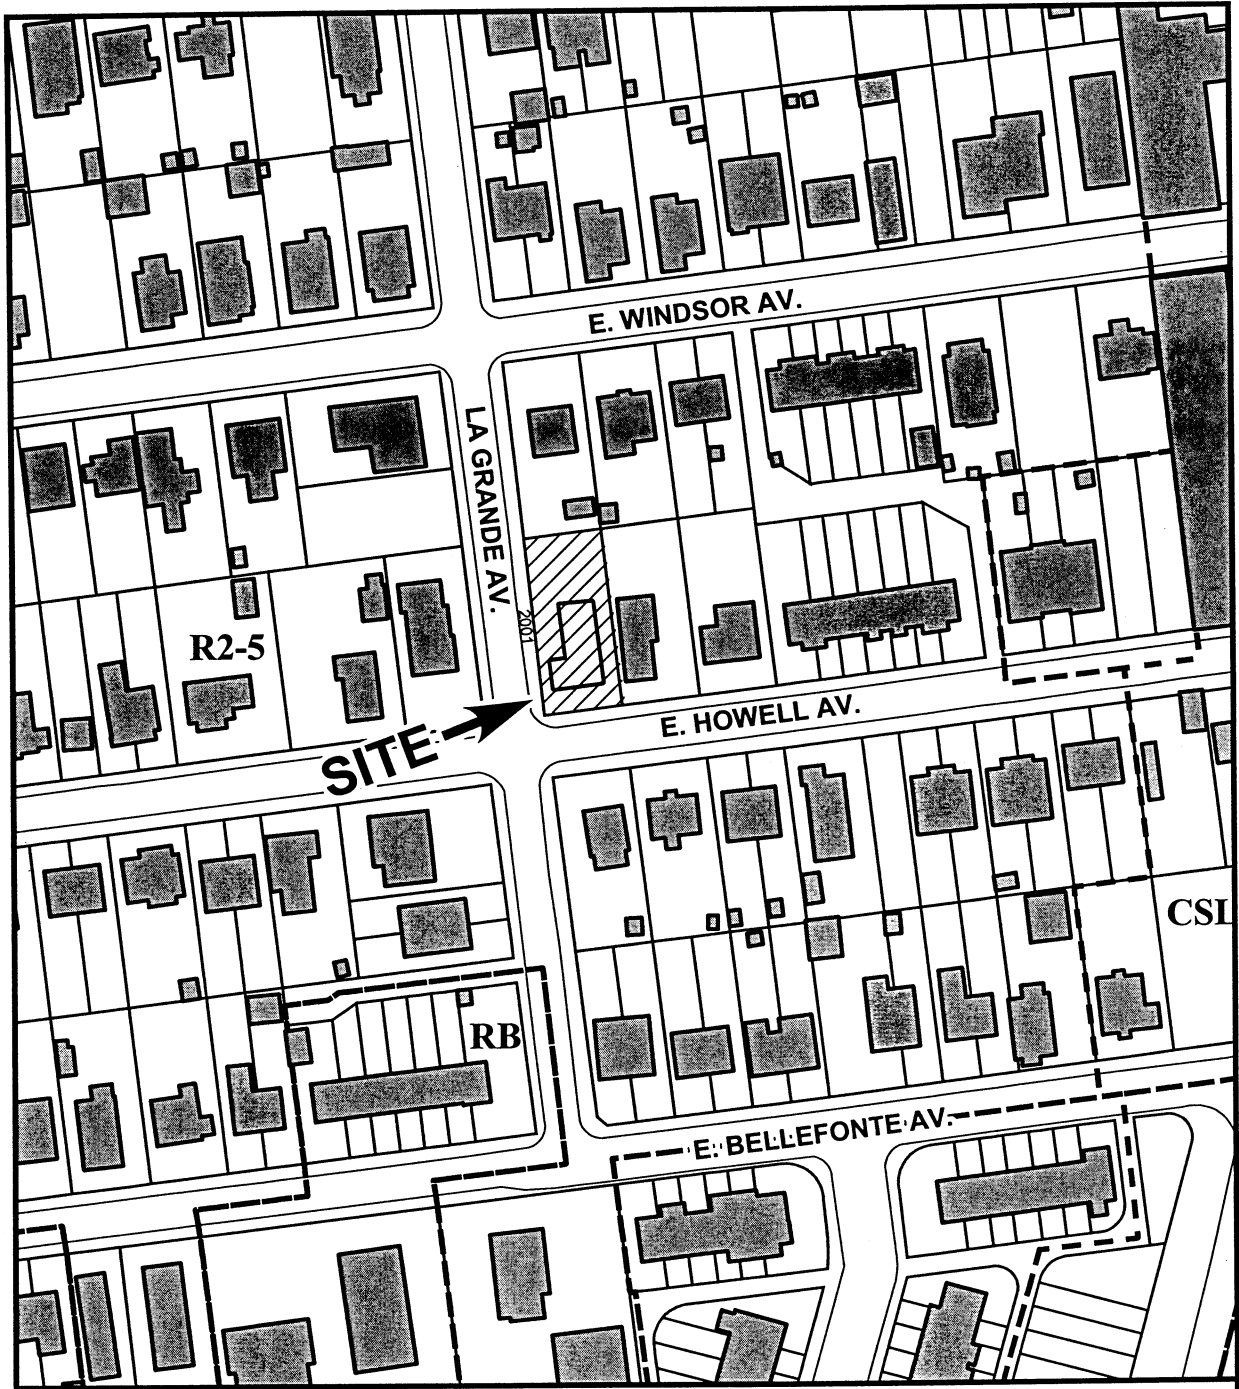 E. WINDSOR AV.
LA GRANDE AV.
2001
R2-5
E. HOWELL AV.
SITE
CSL
RB
E. BELLEFONTE AV.